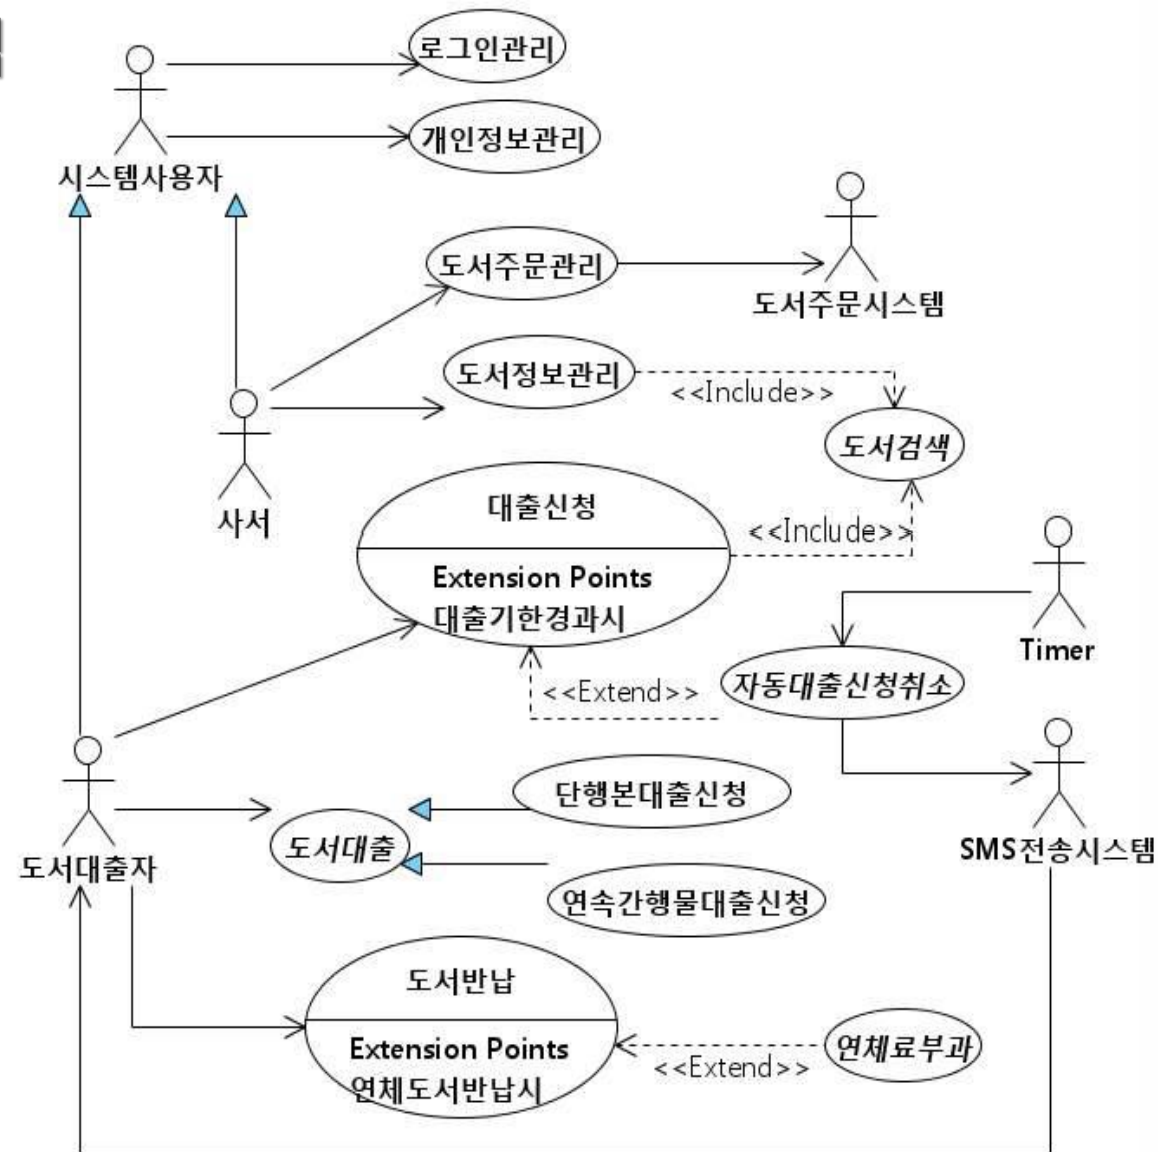 로그인관리
개인정보관리
시스템사용자
도서주문관리
도서주문시스템
도서정보관리
<<Include>>
도서검색
사서
대출신청
<<Include>>
Extension Points
대출기한경과시
Timer
<<Extend>>
자동대출신청취소
단행본대출신청
도서대출
SMS전송시스템
도서대출자
연속간행물대출신청
도서반납
Extension Points
연체도서반납시
연체료부과
<<Extend>>